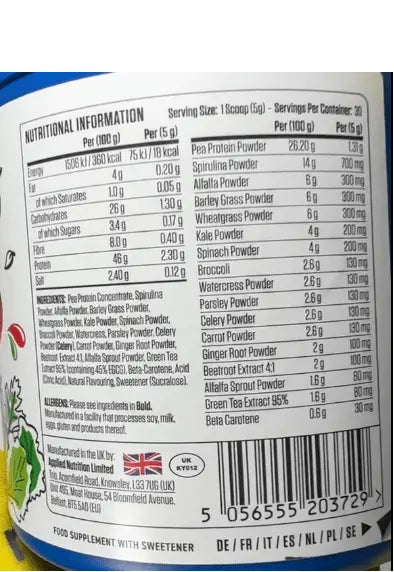 NUTRITIONAL INFORMATION
Serving Size: 1 Scoop (5g) - Servings Per Container: 30
Per (100 g) Per (5 g)
Energy 1508 kJ / 360 kcal 75 kJ / 18 kcal
Fat 4 g 0.20 g
of which Saturates 1.0 g 0.05 g
Carbohydrates 26 g 1.30 g
of which Sugars 3.4 g 0.17 g
Fibre 8.0 g 0.40 g
Protein 46 g 2.30 g
Salt 2.40 g 0.12 g
INGREDIENTS: Pea Protein Concentrate, Spirulina
Powder, Alfalfa Powder, Barley Grass Powder,
Wheatgrass Powder, Kale Powder, Spinach Powder,
Broccoli Powder, Watercress, Parsley Powder, Celery
Powder (Celery), Carrot Powder, Ginger Root Powder,
Beetroot Extract 4:1, Alfalfa Sprout Powder, Green Tea
Extract 95% (containing 45% EGCG), Beta-Carotene, Acid
(Citric Acid), Natural Flavouring, Sweetener (Sucralose).
ALLERGENS: Please see ingredients in Bold.
Manufactured in a facility that processes soy, milk,
eggs, gluten and products thereof.
Manufactured in the UK by:
Applied Nutrition Limited
Acornfield Road, Knowsley, L33 7UG (UK)
Unit 495, Moat House, 54 Bloomfield Avenue,
Belfast, BT5 5AD (EU)
UK
KY012
Per (100 g) Per (5 g)
Pea Protein Powder 26.20 g 1.31 g
Spirulina Powder 14 g 700 mg
Alfalfa Powder 6 g 300 mg
Barley Grass Powder 6 g 300 mg
Wheatgrass Powder 6 g 300 mg
Kale Powder 4 g 200 mg
Spinach Powder 4 g 200 mg
Broccoli 2.6 g 130 mg
Watercress Powder 2.6 g 130 mg
Parsley Powder 2.6 g 130 mg
Celery Powder 2.6 g 130 mg
Carrot Powder 2.6 g 130 mg
Ginger Root Powder 2 g 100 mg
Beetroot Extract 4:1 2 g 100 mg
Alfalfa Sprout Powder 1.6 g 80 mg
Green Tea Extract 95% 1.6 g 80 mg
Beta Carotene 0.6 g 30 mg
5 056555 203729 >
FOOD SUPPLEMENT WITH SWEETENER
DE / FR / IT / ES / NL / PL / SE